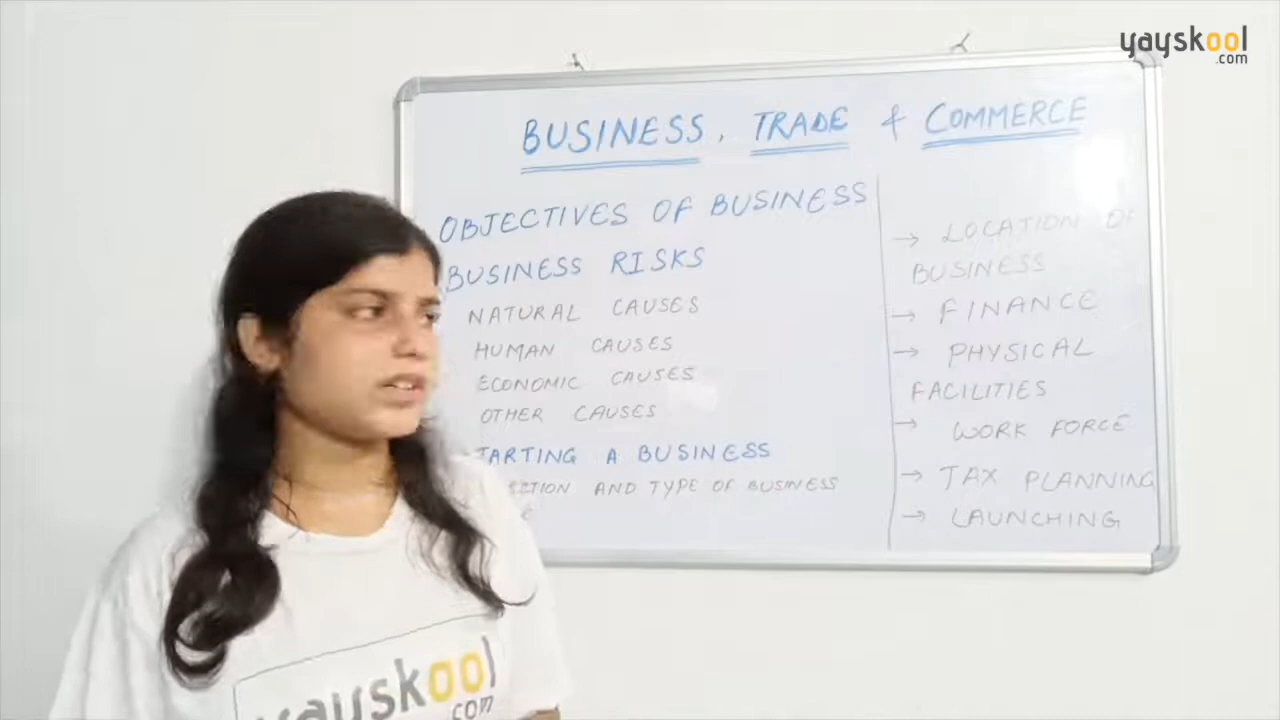 yayskool
.com
BUSINESS, TRADE & COMMERCE
OBJECTIVES OF BUSINESS
BUSINESS RISKS
NATURAL CAUSES
HUMAN CAUSES
ECONOMIC CAUSES
OTHER CAUSES
TARTING A BUSINESS
AND TYPE OF BUSINESS
→ LOCATION OF
BUSINESS
→ FINANCE
→ PHYSICAL
FACILITIES
→ WORK FORCE
→ TAX PLANNING
→ LAUNCHING
yayskool
.com